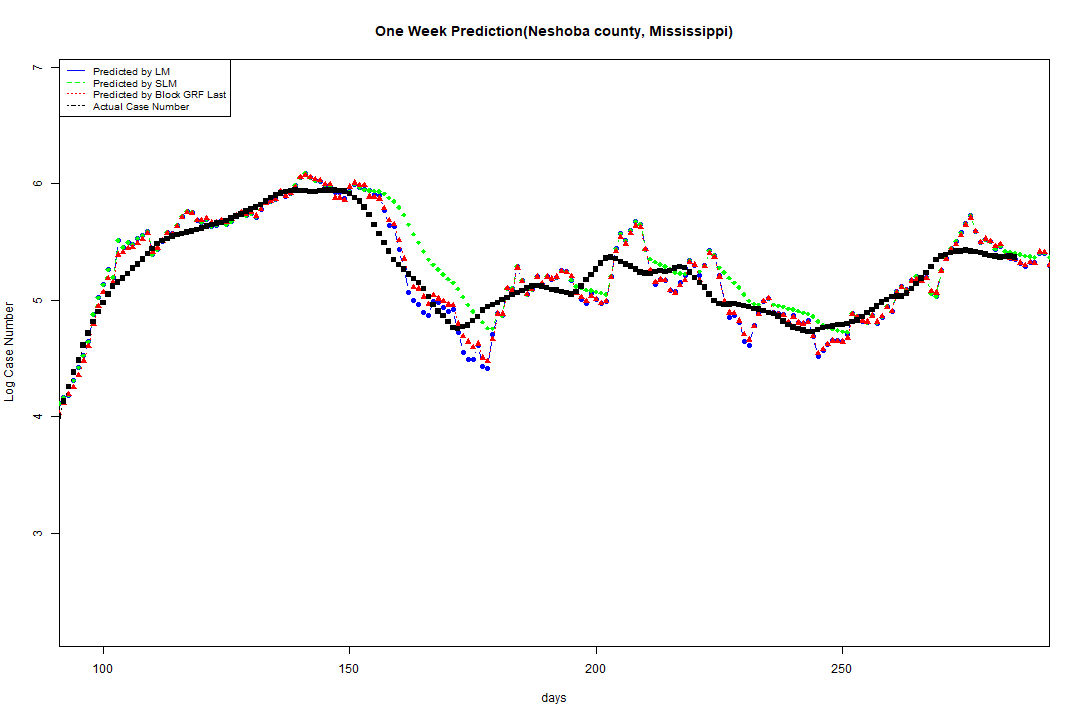 One Week Prediction(Neshoba county, Mississippi)
Predicted by LM
Predicted by SLM
Predicted by Block GRF Last
Actual Case Number
7
6
5
4
3
Log Case Number
100 150 200 250
days